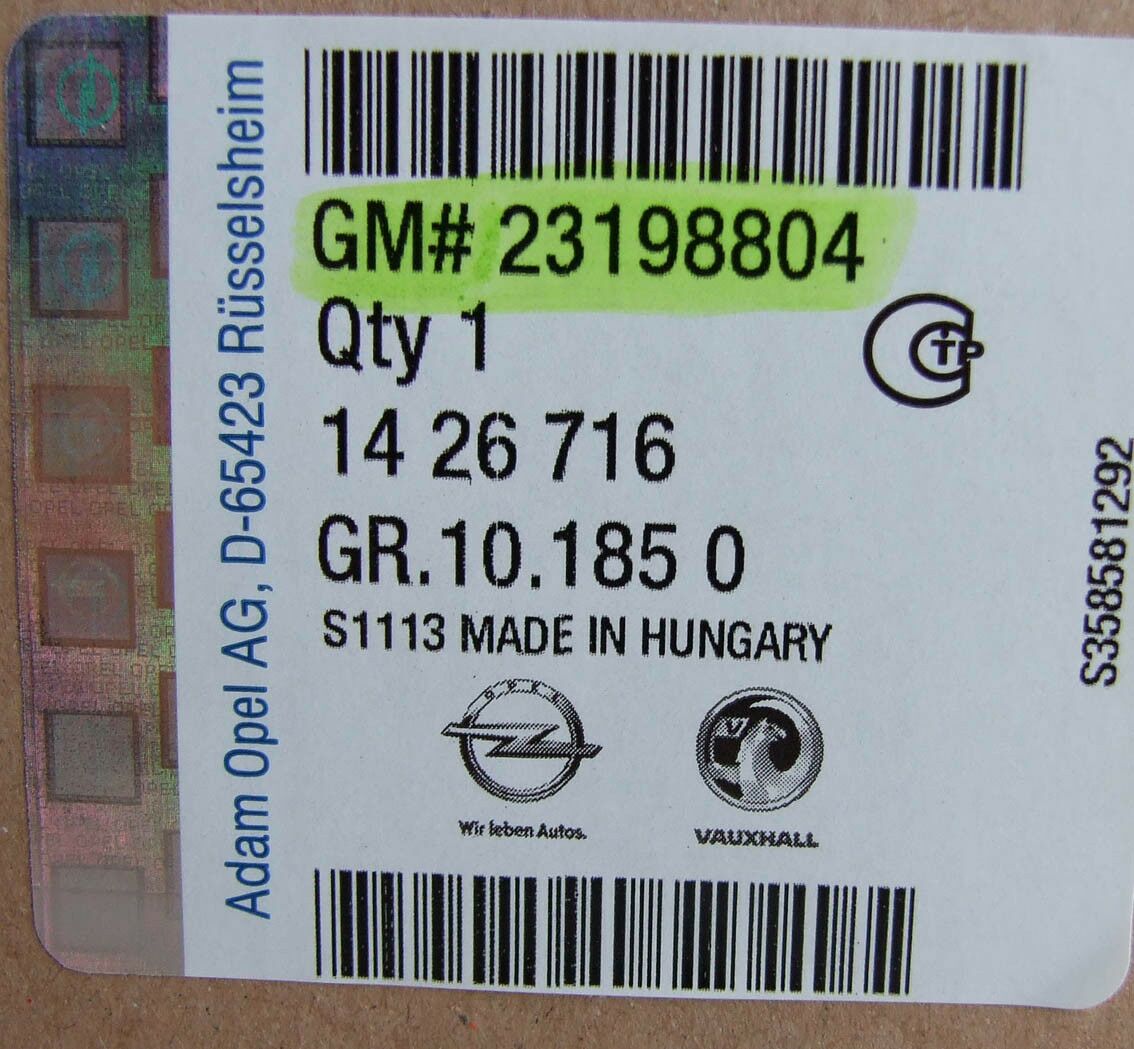 Adam Opel AG, D-65423 Rüsselsheim
GM# 23198804
Qty 1
14 26 716
GR.10.185 0
S1113 MADE IN HUNGARY
OPEL
Wir leben Autos.
VAUXHALL
S358581292